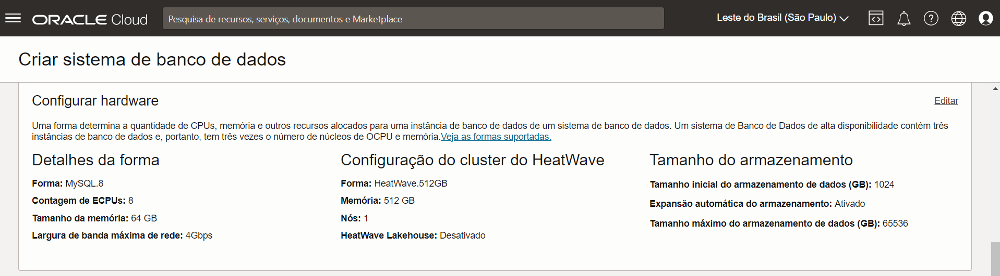 ORACLE Cloud
Pesquisa de recursos, serviços, documentos e Marketplace
Leste do Brasil (São Paulo)
Criar sistema de banco de dados
Configurar hardware
Editar
Uma forma determina a quantidade de CPUs, memória e outros recursos alocados para uma instância de banco de dados de um sistema de banco de dados. Um sistema de Banco de Dados de alta disponibilidade contém três
instâncias de banco de dados e, portanto, tem três vezes o número de núcleos de OCPU e memória.Veja as formas suportadas.
Detalhes da forma
Forma: MySQL.8
Contagem de ECPUs: 8
Tamanho da memória: 64 GB
Largura de banda máxima de rede: 4Gbps
Configuração do cluster do HeatWave
Forma: HeatWave.512GB
Memória: 512 GB
Nós: 1
HeatWave Lakehouse: Desativado
Tamanho do armazenamento
Tamanho inicial do armazenamento de dados (GB): 1024
Expansão automática do armazenamento: Ativado
Tamanho máximo do armazenamento de dados (GB): 65536